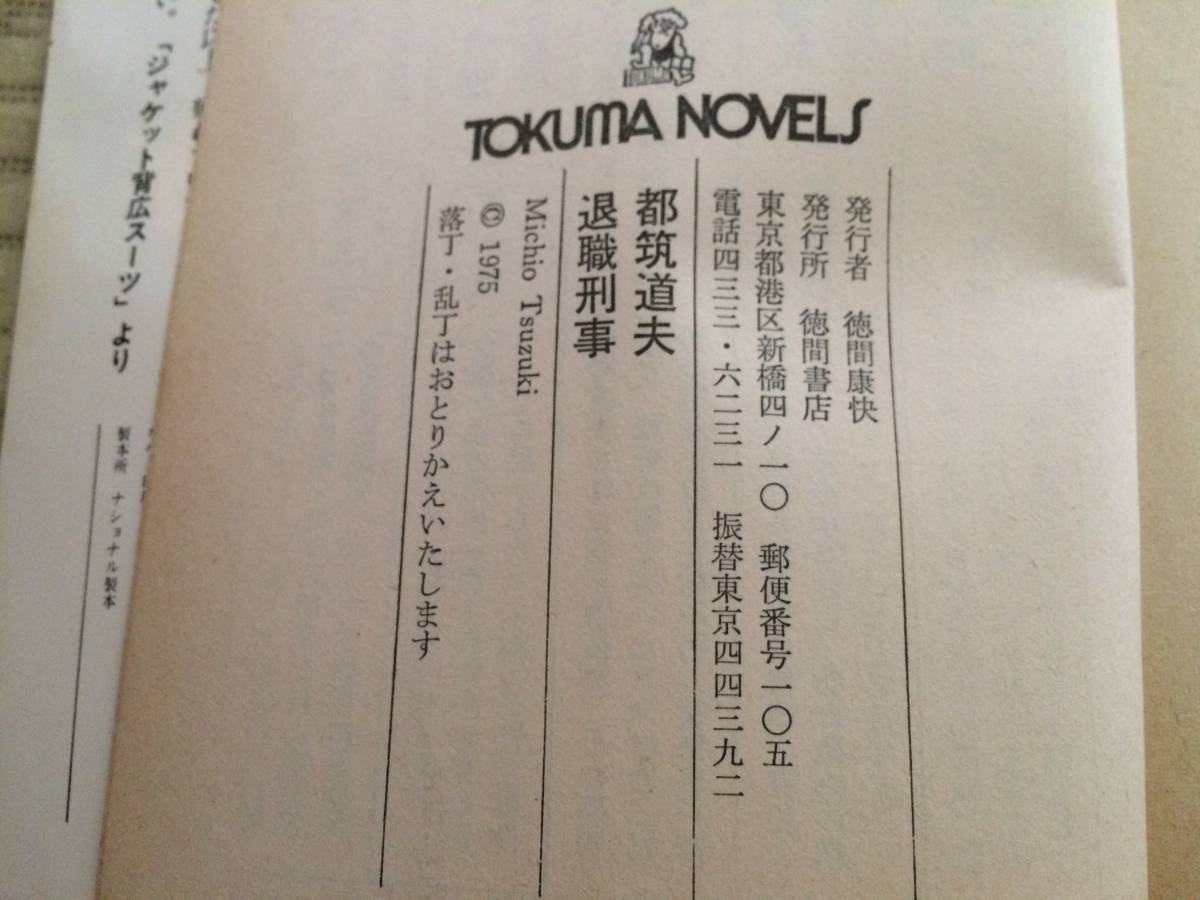 TOKUMA NOVELS
発行者 徳間康快
発行所 徳間書店
東京都港区新橋四ノ一〇 郵便番号一〇五
電話四三三・六二三一 振替東京四四三九二
都筑道夫
退職刑事
Michio Tsuzuki
© 1975
落丁・乱丁はおとりかえいたします
「ジャケット背広スーツ」より
製本所 ナショナル製本